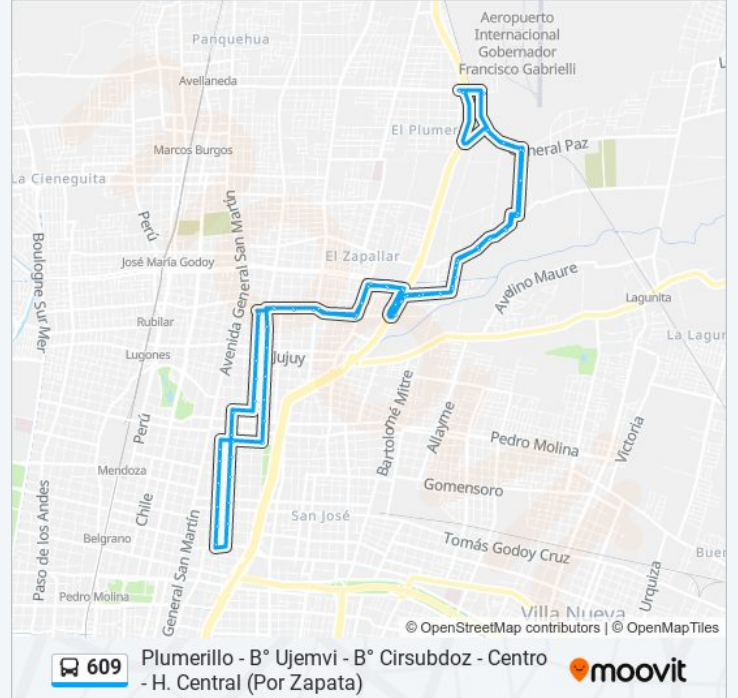 Aeropuerto
Internacional
Gobernador
Francisco Gabrielli
Panquehua
Avellaneda
El Plumer
neral Paz
Marcos Burgos
La Cieneguita
Perú
Avenida General San Martín
El Zapallar
José María Godoy
Boulogne Sur Mer
Avelino Maure
Lagunita
Rubilar
La Lagun
Lugones
Jujuy
Bartolomé Mitre
Allayme
Perú
Victoria
Pedro Molina
Mendoza
Gomensoro
Paso de los Andes
Chile
San José
General San Martín
Belgrano
Tomás Godoy Cruz
Buen
Urquiza
Pedro Molina
Villa Nueva
© OpenStreetMap contributors | © OpenMapTiles
609
Plumerillo - B° Ujemvi - B° Cirsubdoz - Centro
- H. Central (Por Zapata)
moovit